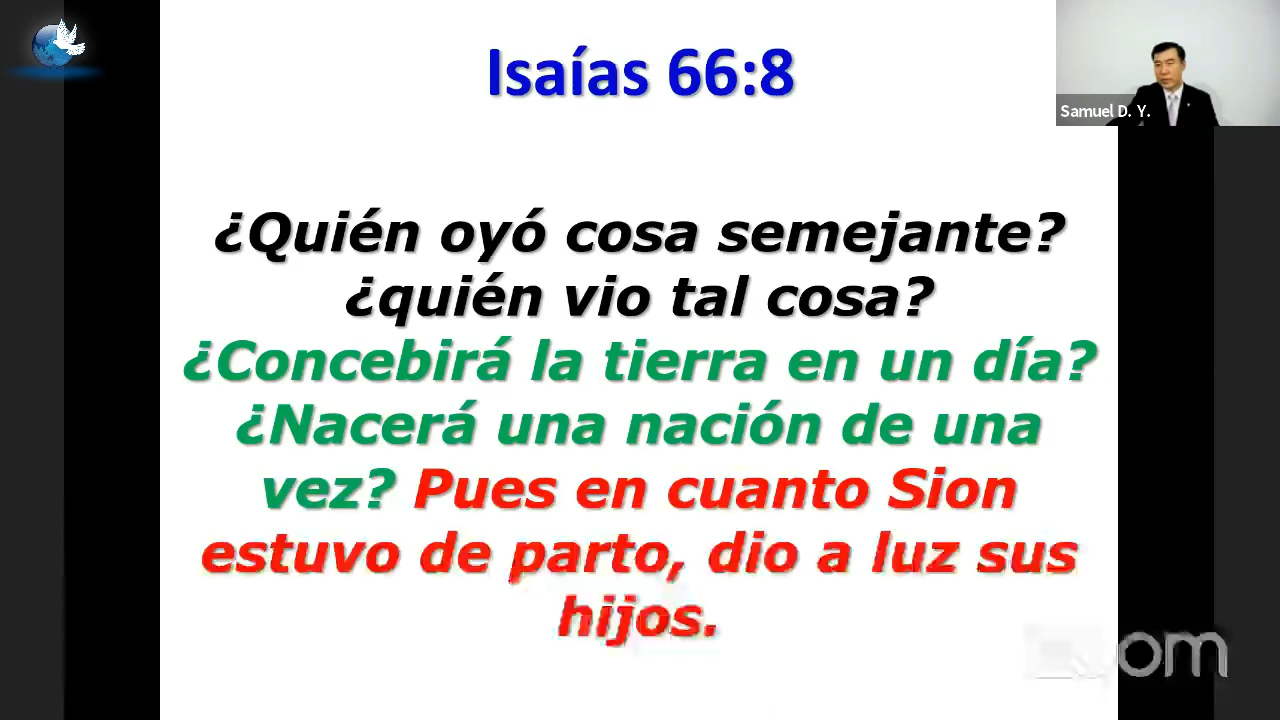 Isaías 66:8
Samuel D. Y.
¿Quién oyó cosa semejante?
¿quién vio tal cosa?
¿Concebirá la tierra en un día?
¿Nacerá una nación de una
vez? Pues en cuanto Sion
estuvo de parto, dio a luz sus
hijos.